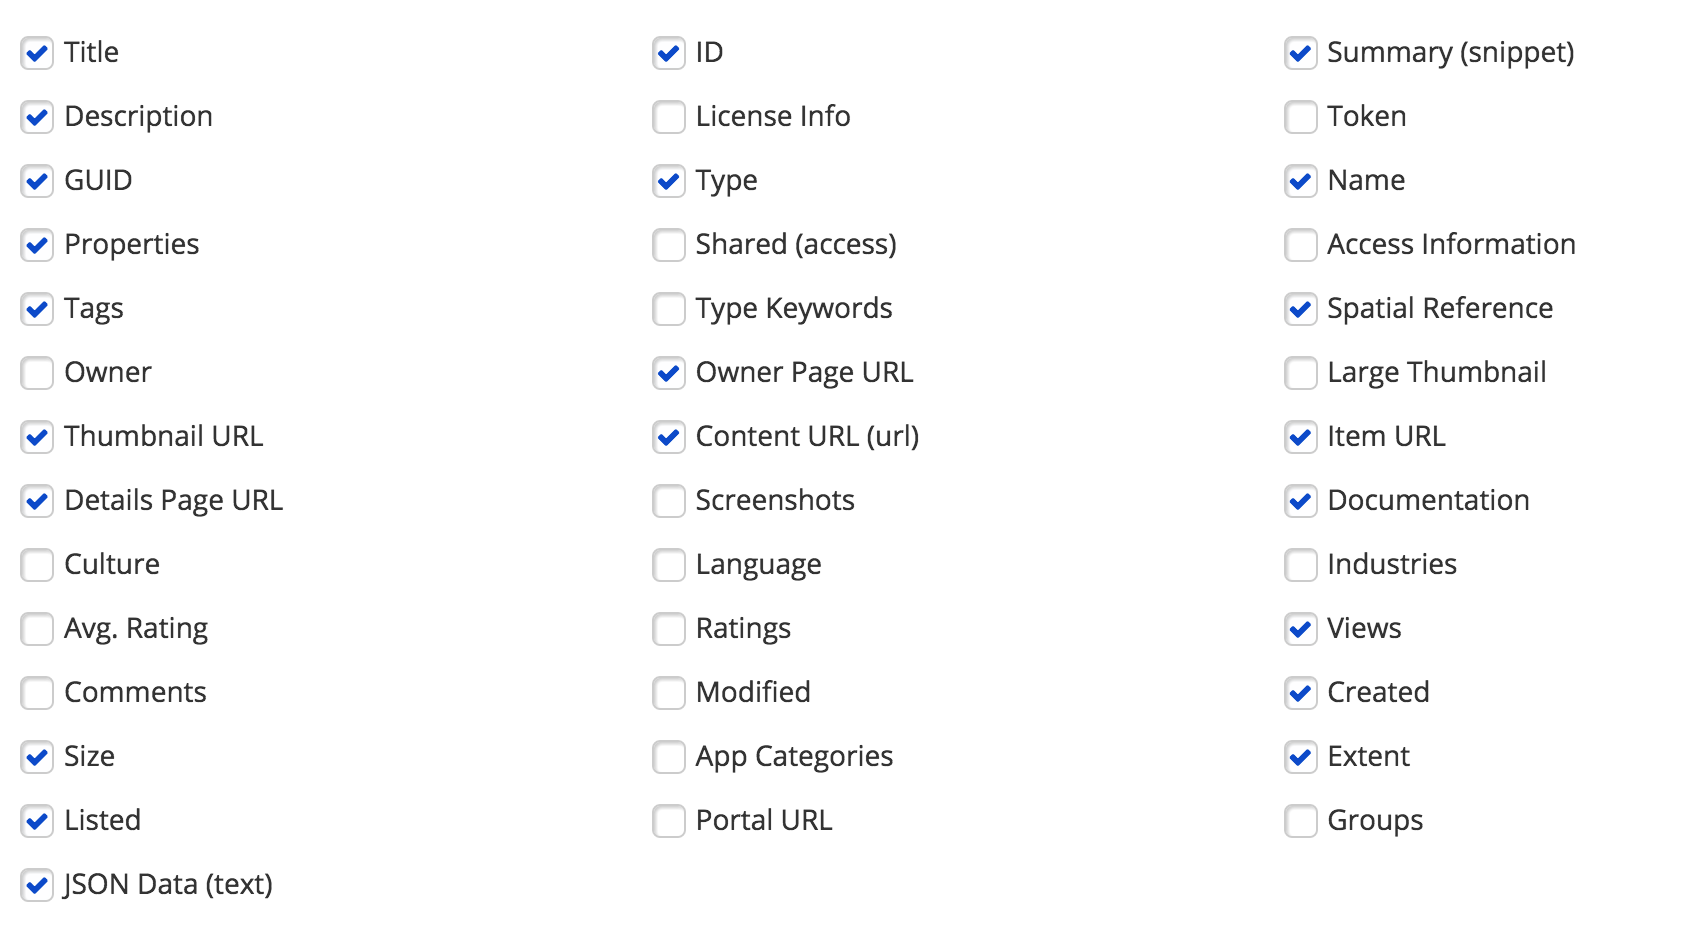 Title
ID
Summary (snippet)
Description
License Info
Token
GUID
Type
Name
Properties
Shared (access)
Access Information
Tags
Type Keywords
Spatial Reference
Owner
Owner Page URL
Large Thumbnail
Thumbnail URL
Content URL (url)
Item URL
Details Page URL
Screenshots
Documentation
Culture
Language
Industries
Avg. Rating
Ratings
Views
Comments
Modified
Created
Size
App Categories
Extent
Listed
Portal URL
Groups
JSON Data (text)